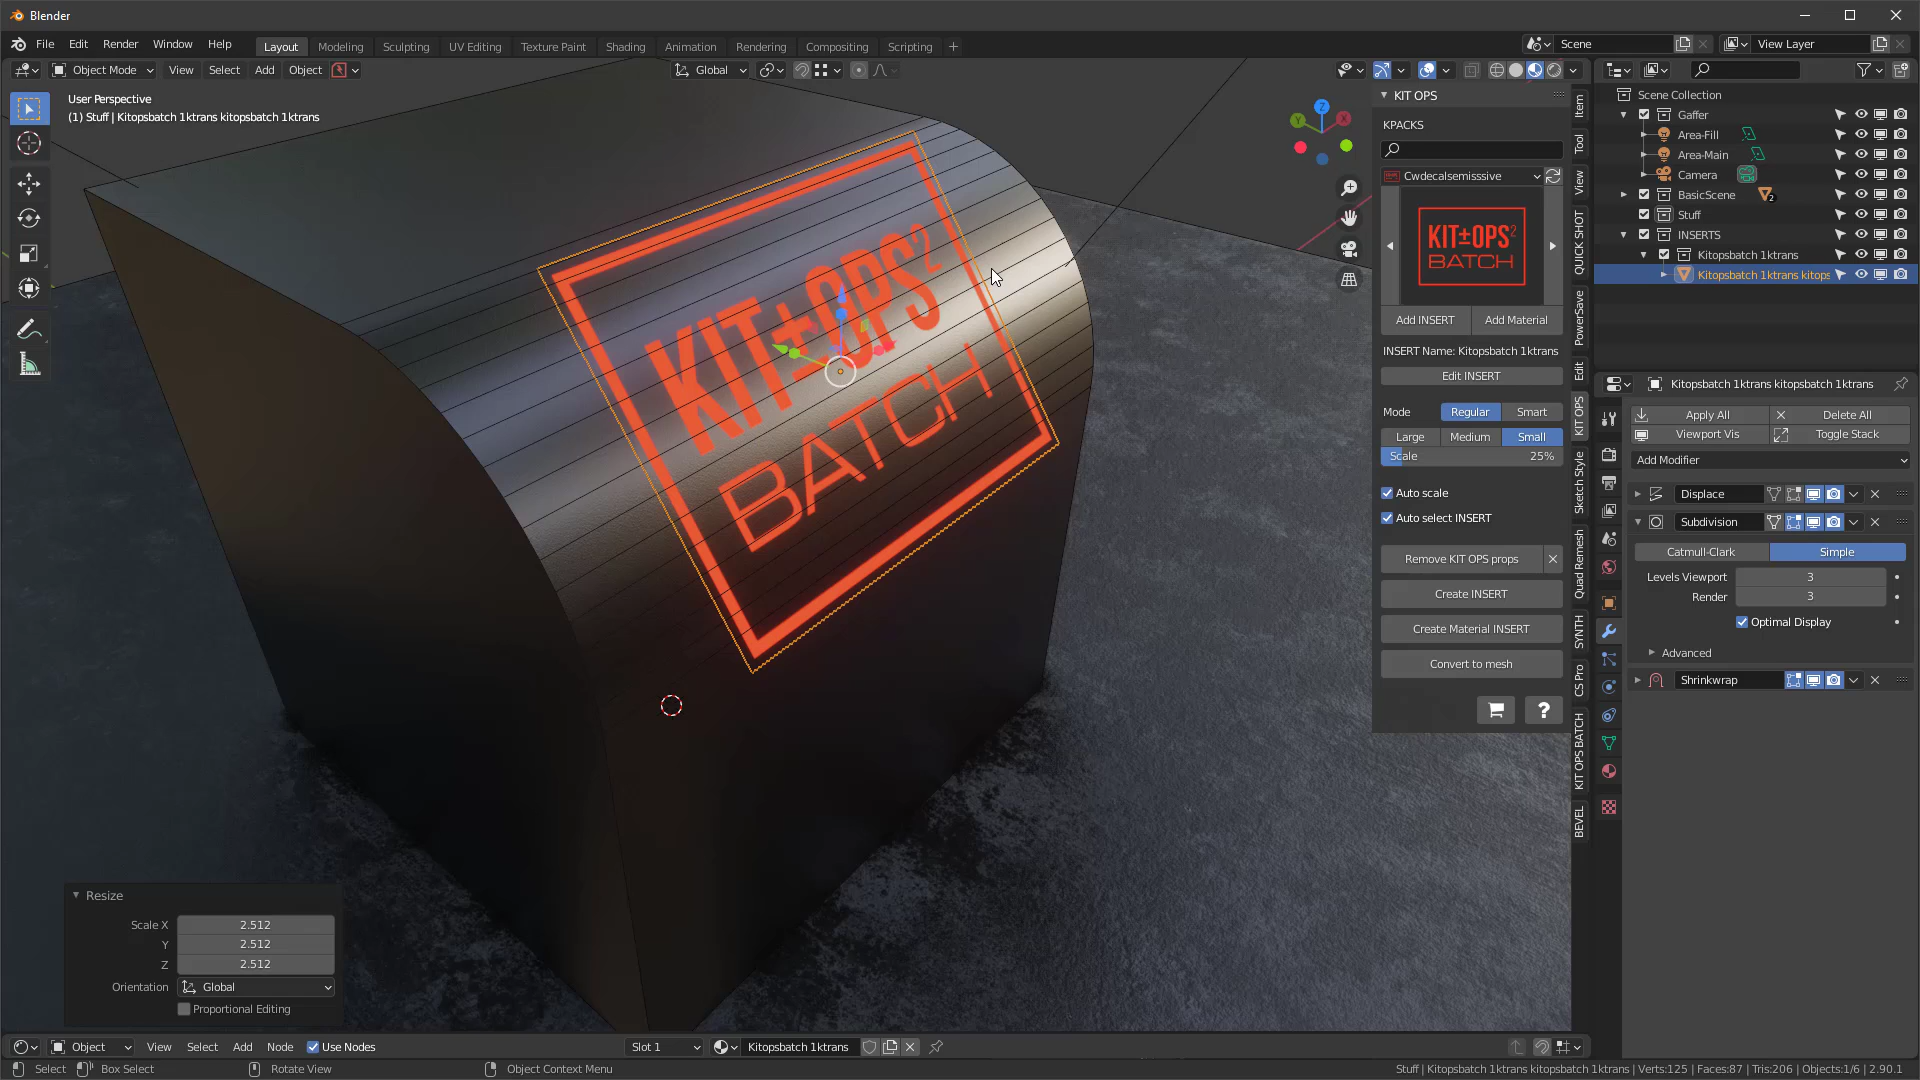 Blender
File Edit Render Window Help
Layout Modeling Sculpting UV Editing Texture Paint Shading Animation Rendering Compositing Scripting +
Scene
View Layer
Object Mode View Select Add Object
Global
User Perspective
(1) Stuff | Kitopsbatch 1ktrans kitopsbatch 1ktrans
KIT±OPS²
BATCH
Z
Y
X
KIT OPS
KPACKS
Cwdecalsemisssive
KIT±OPS²
BATCH
Add INSERT Add Material
INSERT Name: Kitopsbatch 1ktrans
Edit INSERT
Mode Regular Smart
Large Medium Small
Scale 25%
Auto scale
Auto select INSERT
Remove KIT OPS props
Create INSERT
Create Material INSERT
Convert to mesh
?
Item
Tool
View
QUICK SHOT
PowerSave
Edit
KIT OPS
Sketch Style
Quad Remesh
SYNTH
CS Pro
KIT OPS BATCH
BEVEL
Scene Collection
Gaffer
Area-Fill
Area-Main
Camera
BasicScene 2
Stuff
INSERTS
Kitopsbatch 1ktrans
Kitopsbatch 1ktrans kitops
Kitopsbatch 1ktrans kitopsbatch 1ktrans
Apply All Delete All
Viewport Vis Toggle Stack
Add Modifier
Displace
Subdivision
Catmull-Clark Simple
Levels Viewport 3
Render 3
Optimal Display
Advanced
Shrinkwrap
Resize
Scale X 2.512
Y 2.512
Z 2.512
Orientation Global
Proportional Editing
Object View Select Add Node Use Nodes Slot 1 Kitopsbatch 1ktrans
Select Box Select Rotate View Object Context Menu
Stuff | Kitopsbatch 1ktrans kitopsbatch 1ktrans | Verts:125 | Faces:87 | Tris:206 | Objects:1/6 | 2.90.1